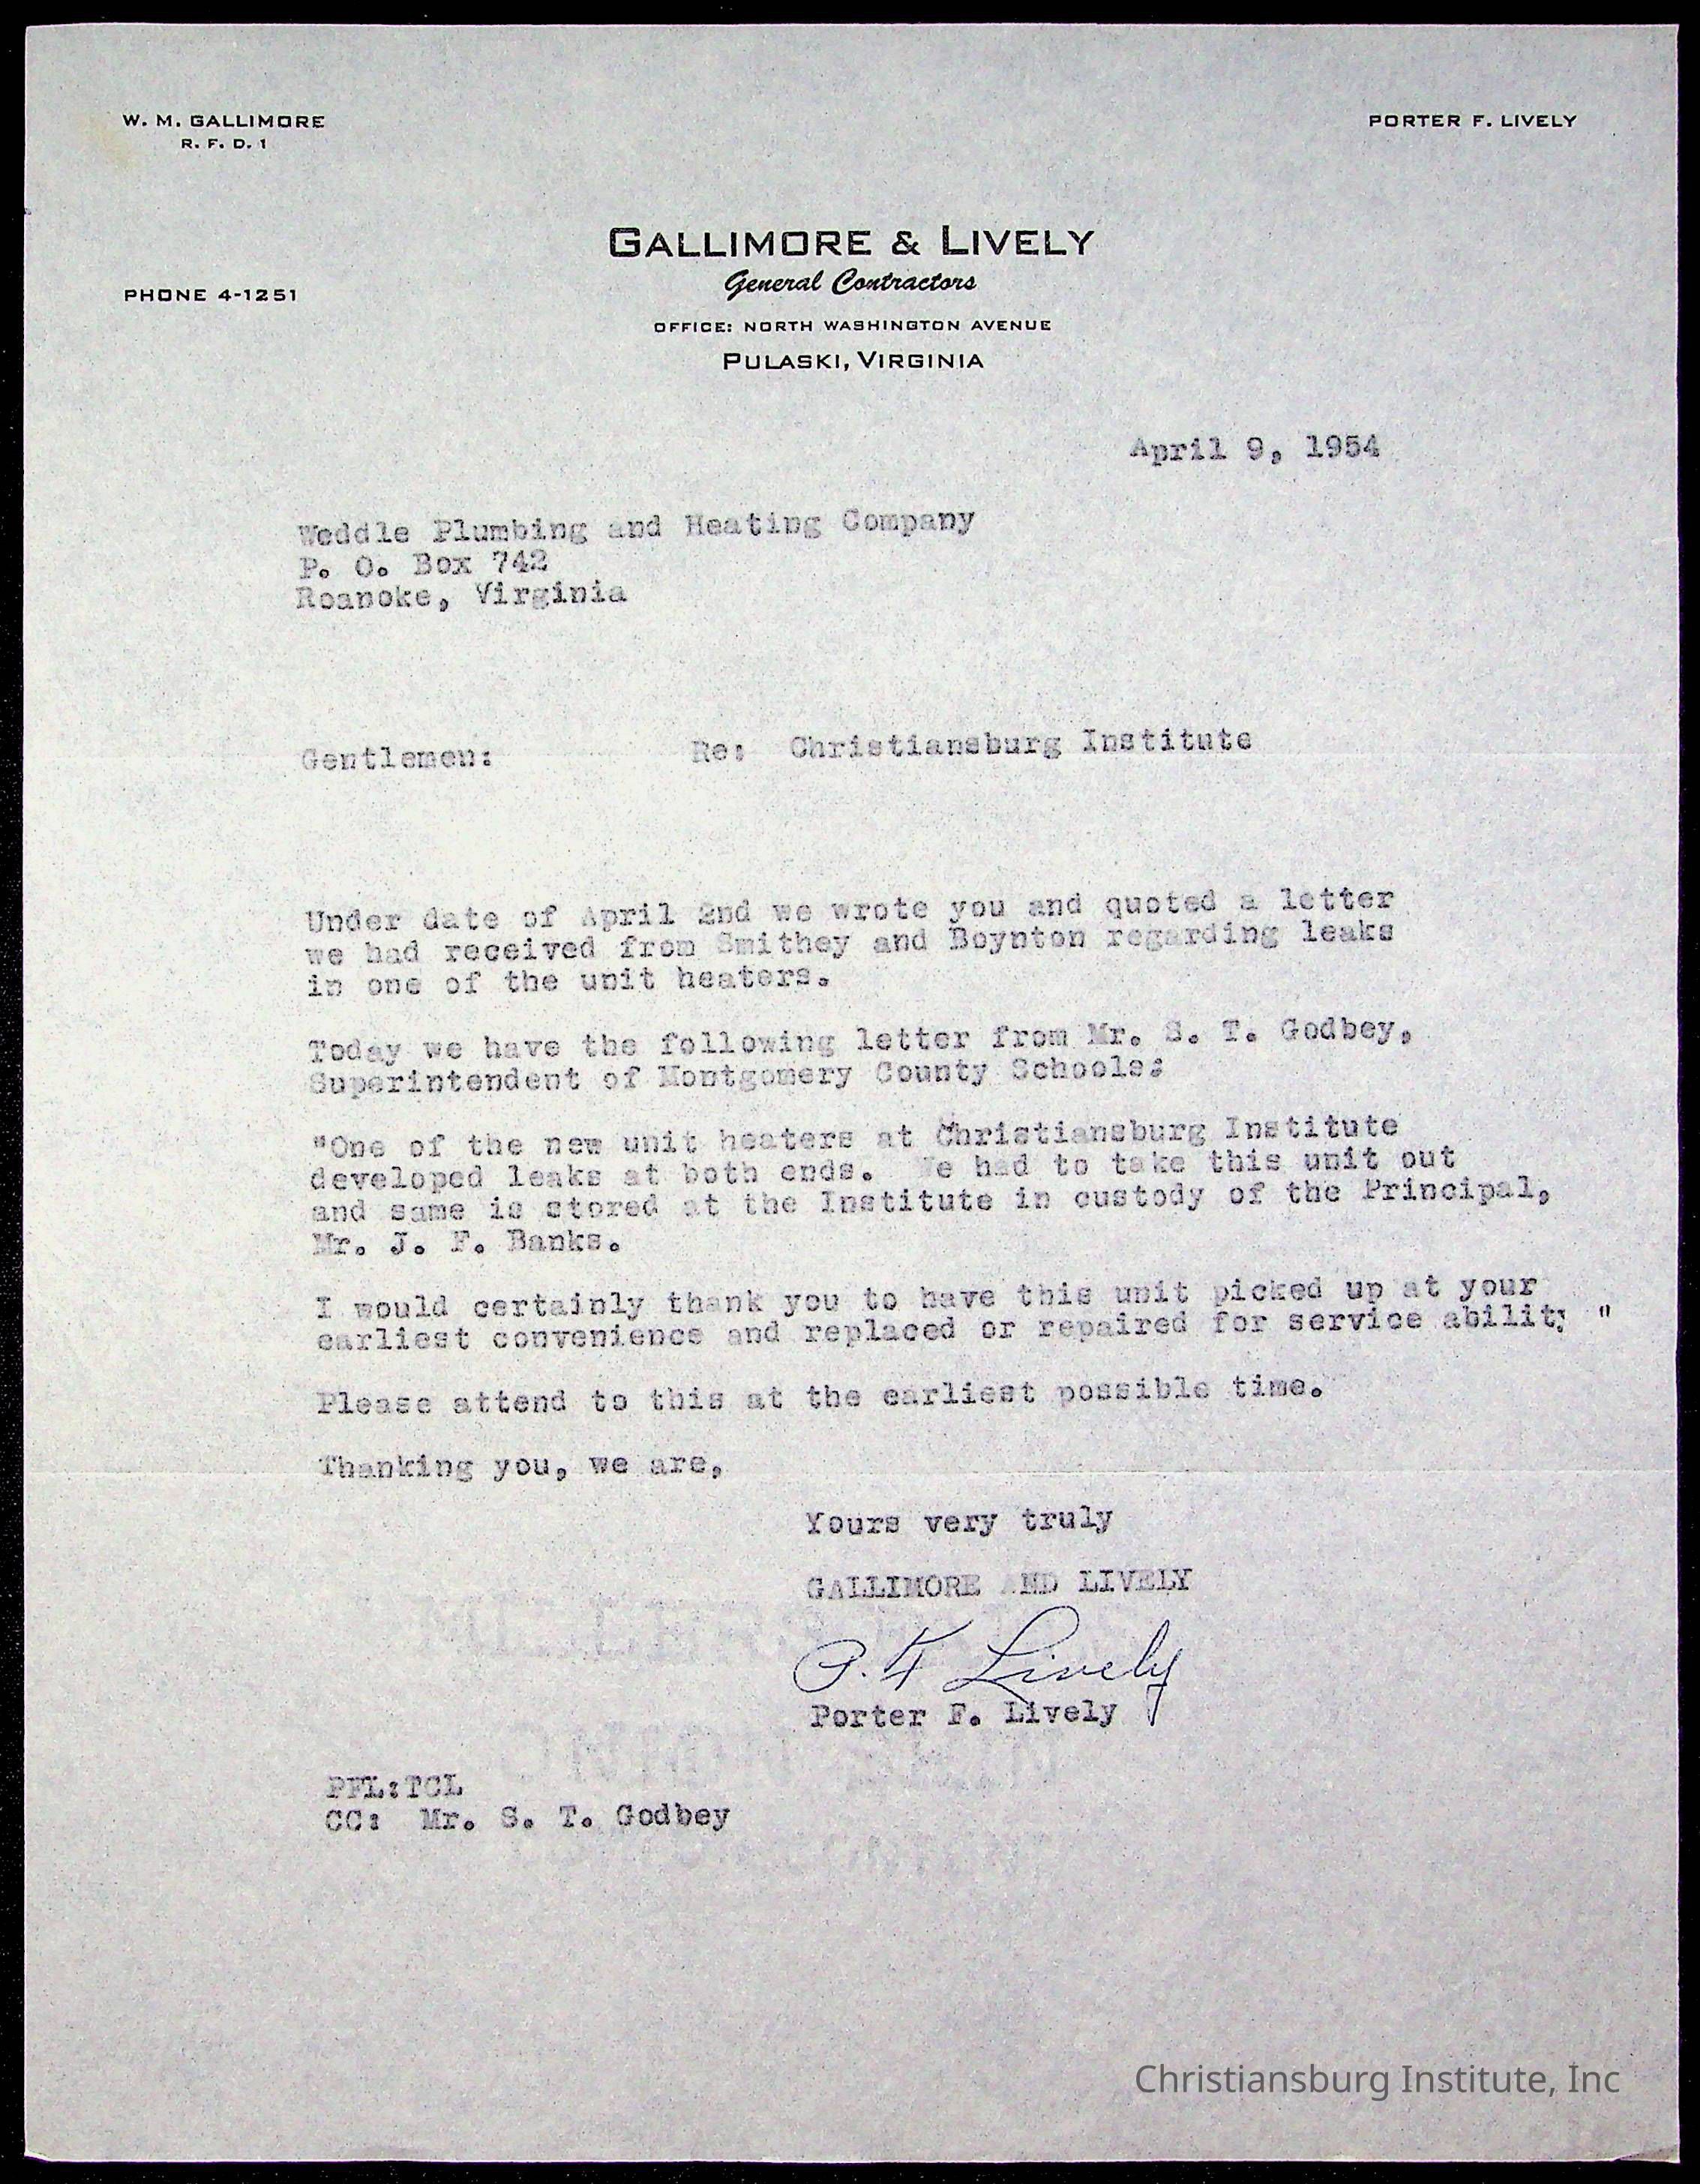 W. M. GALLIMORE
R. F. D. 1
PORTER F. LIVELY
GALLIMORE & LIVELY
General Contractors
PHONE 4-1251
OFFICE: NORTH WASHINGTON AVENUE
PULASKI, VIRGINIA
April 9, 1954
Weddle Plumbing and Heating Company
P. O. Box 742
Roanoke, Virginia
Gentlemen: Re: Christiansburg Institute
Under date of April 2nd we wrote you and quoted a letter
we had received from Smithey and Boynton regarding leaks
in one of the unit heaters.
Today we have the following letter from Mr. S. T. Godbey,
Superintendent of Montgomery County Schools:
"One of the new unit heaters at Christiansburg Institute
developed leaks at both ends. We had to take this unit out
and same is stored at the Institute in custody of the Principal,
Mr. J. F. Banks.
I would certainly thank you to have this unit picked up at your
earliest convenience and replaced or repaired for service ability "
Please attend to this at the earliest possible time.
Thanking you, we are,
Yours very truly
GALLIMORE AND LIVELY
P. F Lively
Porter F. Lively
PFL:TCL
CC: Mr. S. T. Godbey
Christiansburg Institute, Inc